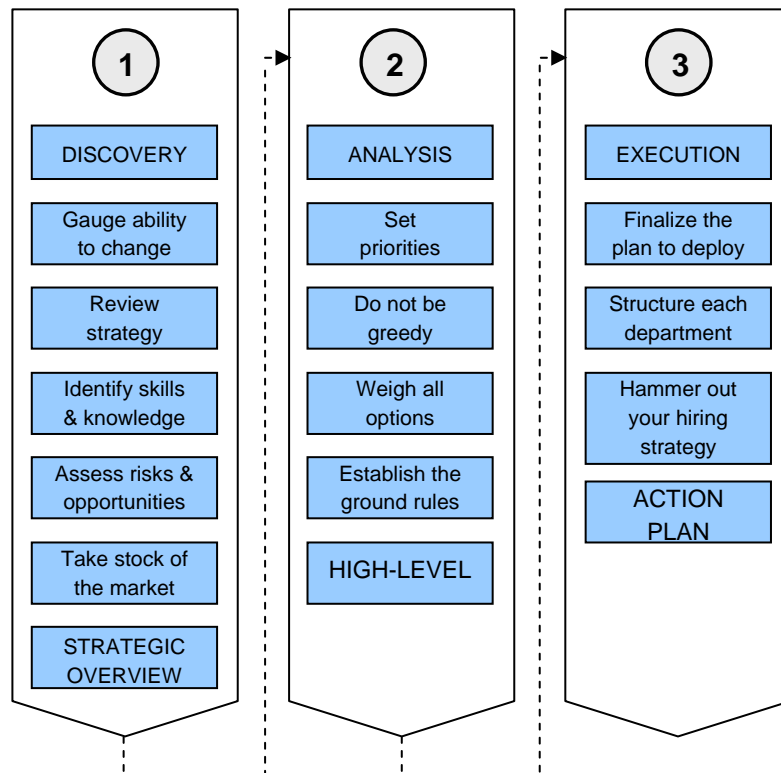 1
DISCOVERY
Gauge ability
to change
Review
strategy
Identify skills
& knowledge
Assess risks &
opportunities
Take stock of
the market
STRATEGIC
OVERVIEW
2
ANALYSIS
Set
priorities
Do not be
greedy
Weigh all
options
Establish the
ground rules
HIGH-LEVEL
3
EXECUTION
Finalize the
plan to deploy
Structure each
department
Hammer out
your hiring
strategy
ACTION
PLAN